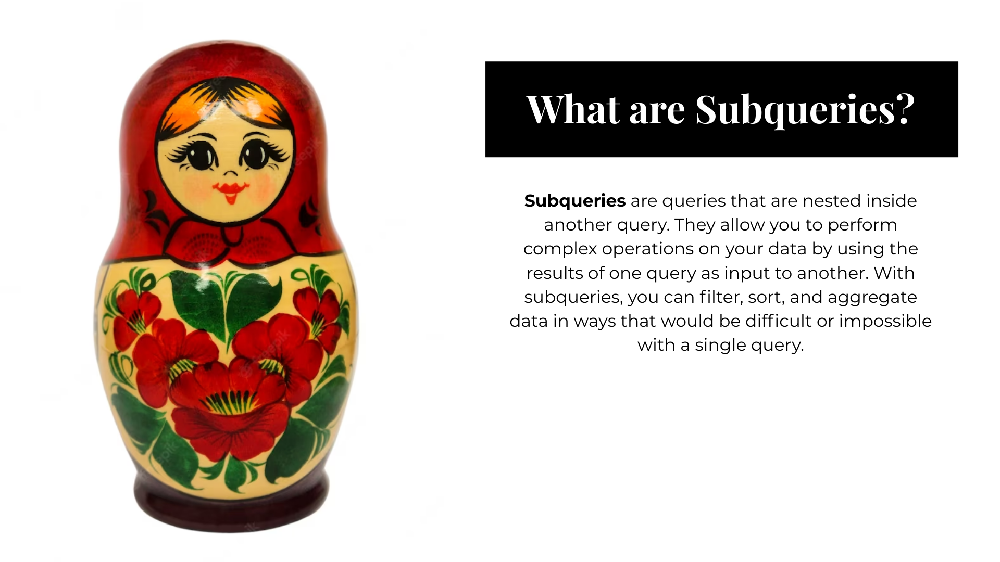 What are Subqueries?
Subqueries are queries that are nested inside
another query. They allow you to perform
complex operations on your data by using the
results of one query as input to another. With
subqueries, you can filter, sort, and aggregate
data in ways that would be difficult or impossible
with a single query.